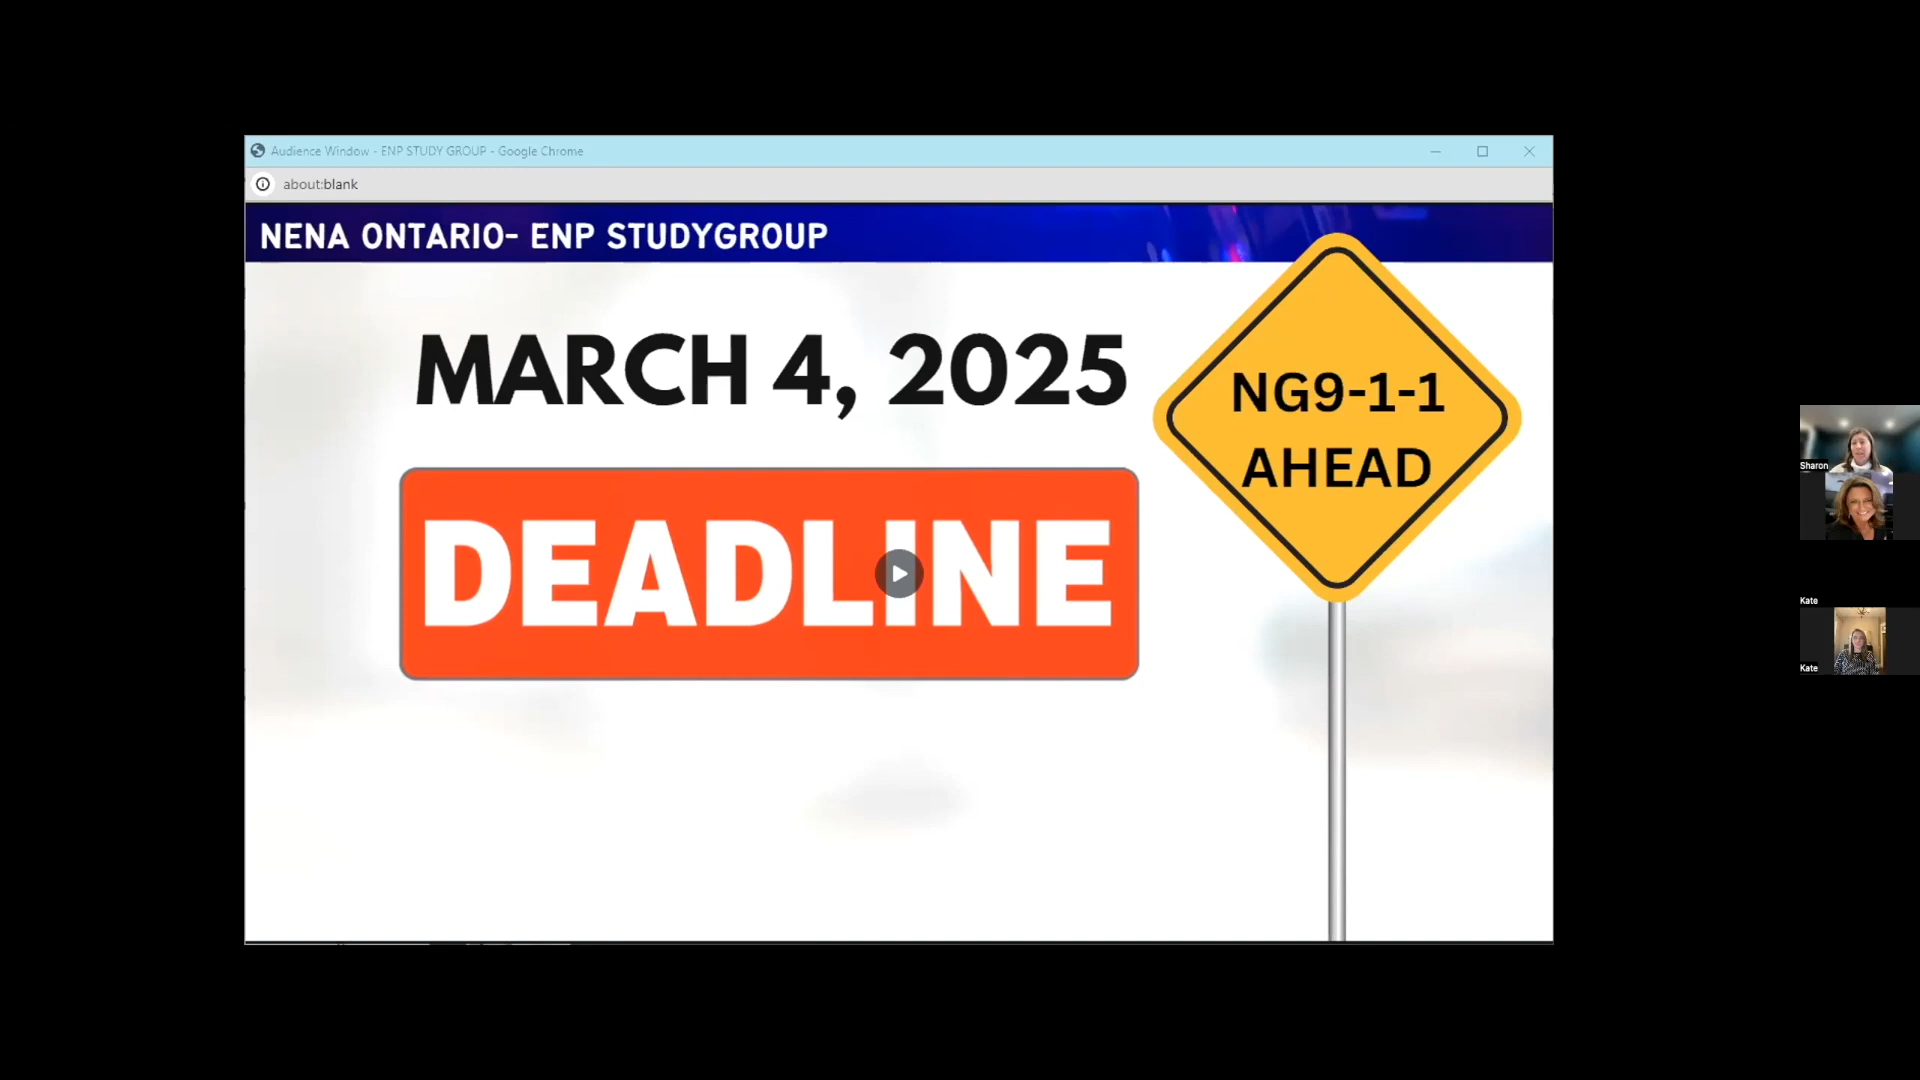 Audience Window - ENP STUDY GROUP - Google Chrome
about:blank
NENA ONTARIO- ENP STUDYGROUP
MARCH 4, 2025
DEADLINE
NG9-1-1
AHEAD
Sharon
Kate
Kate